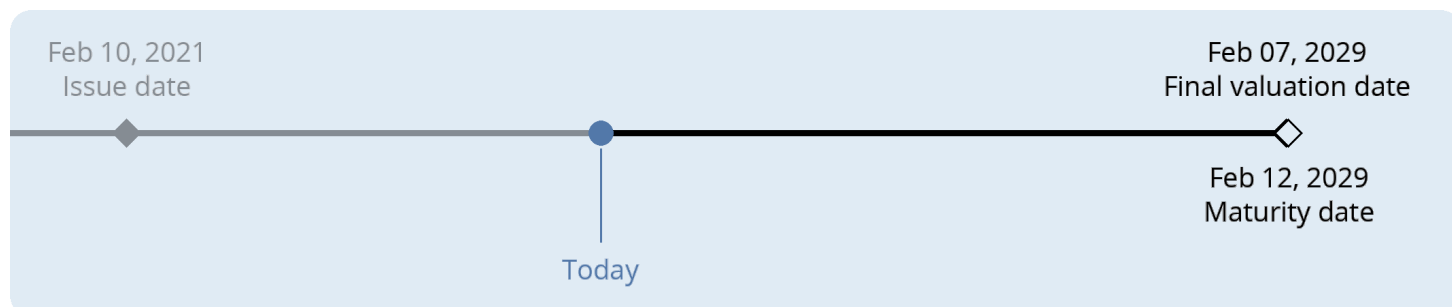 Feb 10, 2021
Issue date
Feb 07, 2029
Final valuation date
Feb 12, 2029
Maturity date
Today